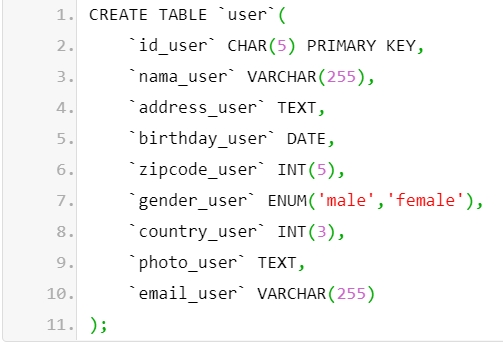 1. CREATE TABLE `user`(
2. `id_user` CHAR(5) PRIMARY KEY,
3. `nama_user` VARCHAR(255),
4. `address_user` TEXT,
5. `birthday_user` DATE,
6. `zipcode_user` INT(5),
7. `gender_user` ENUM('male','female'),
8. `country_user` INT(3),
9. `photo_user` TEXT,
10. `email_user` VARCHAR(255)
11. );